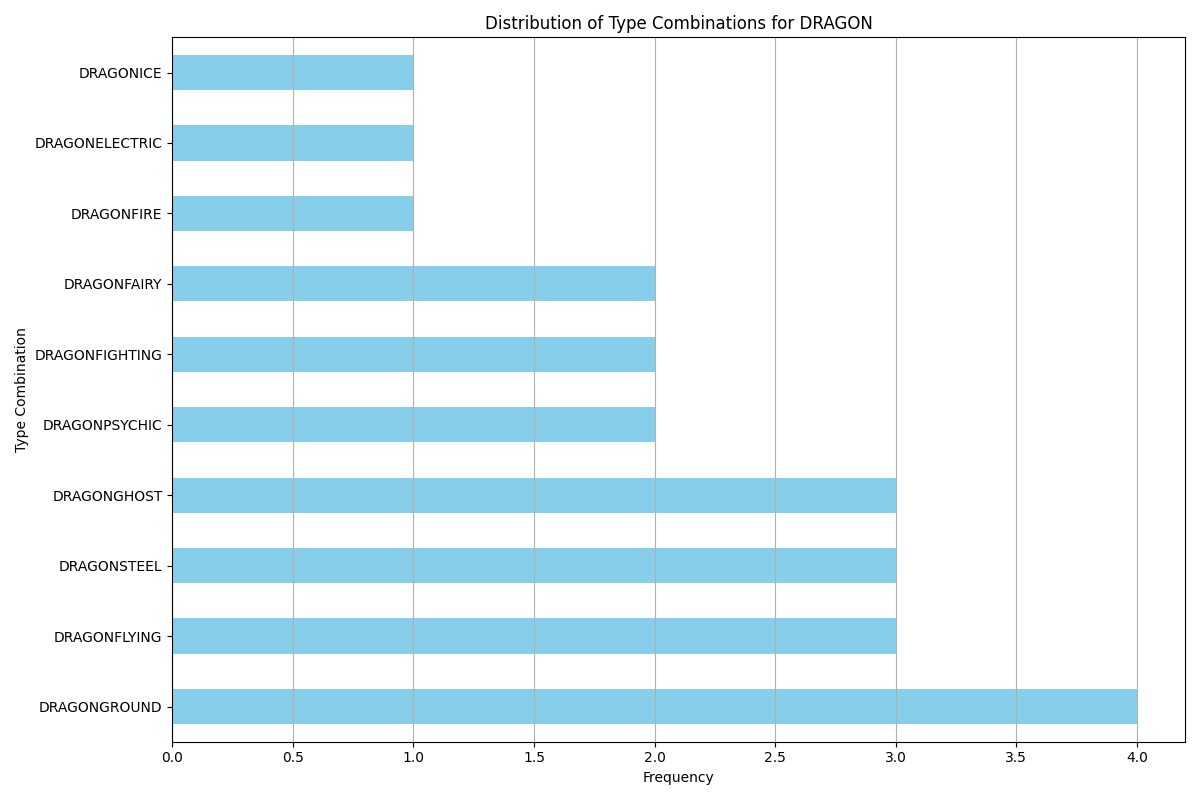 Distribution of Type Combinations for DRAGON
DRAGONICE
DRAGONELECTRIC
DRAGONFIRE
DRAGONFAIRY
DRAGONFIGHTING
DRAGONPSYCHIC
DRAGONGHOST
DRAGONSTEEL
DRAGONFLYING
DRAGONGROUND
Type Combination
0.0 0.5 1.0 1.5 2.0 2.5 3.0 3.5 4.0
Frequency